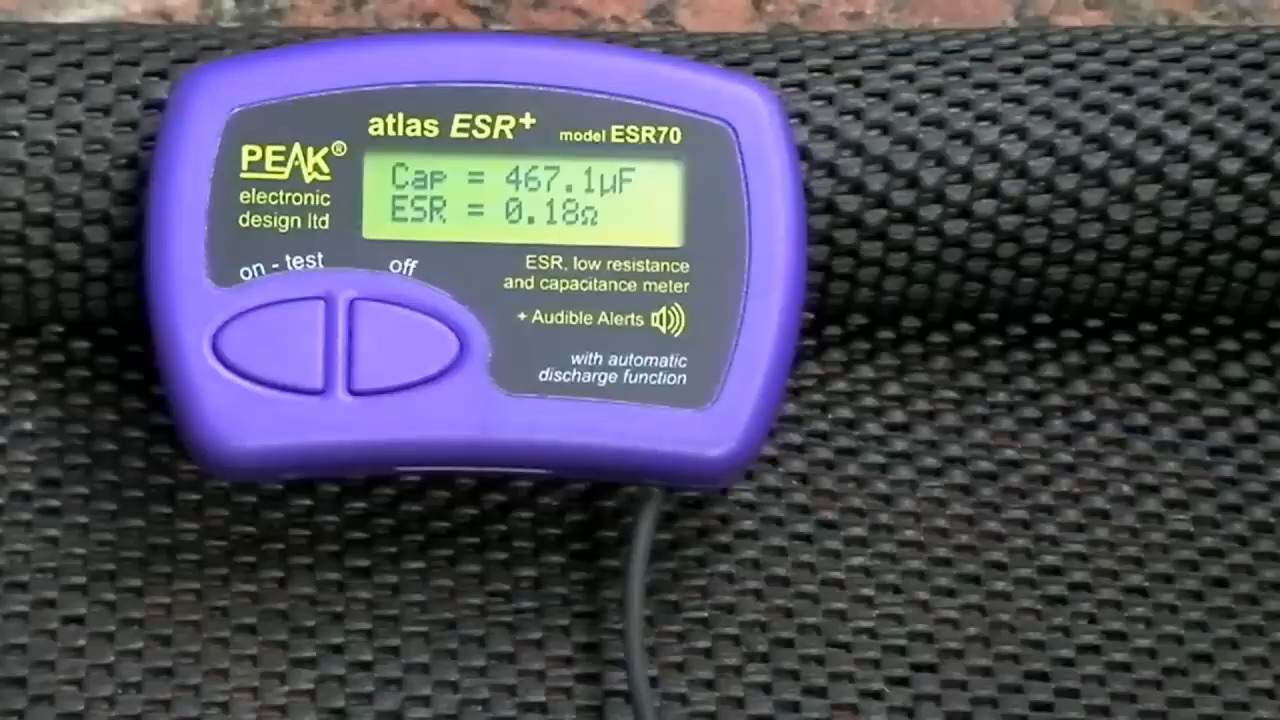 atlas ESR+ model ESR70
PEAK®
electronic
design ltd
Cap = 467.1µF
ESR = 0.18Ω
on - test off
ESR, low resistance
and capacitance meter
+ Audible Alerts
with automatic
discharge function